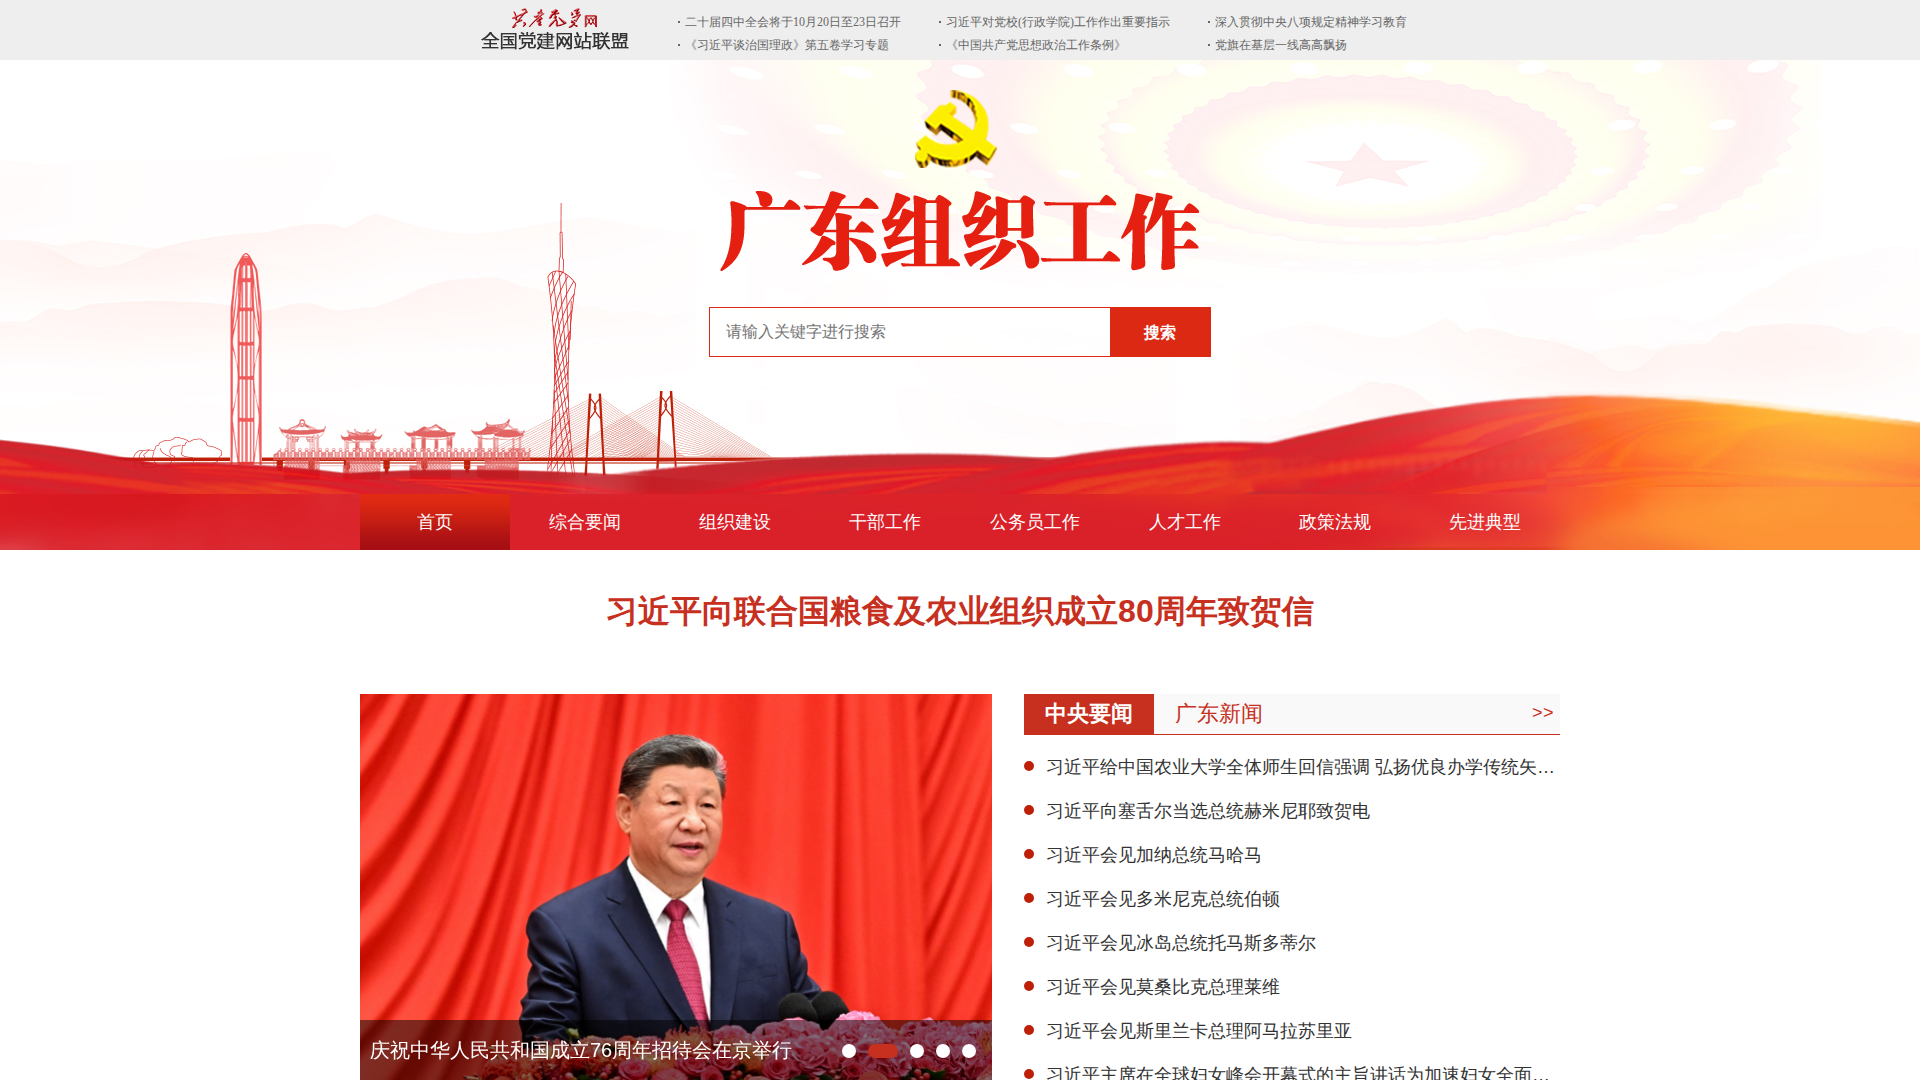 共产党员网
全国党建网站联盟
· 二十届四中全会将于10月20日至23日召开
· 习近平对党校(行政学院)工作作出重要指示
· 深入贯彻中央八项规定精神学习教育
· 《习近平谈治国理政》第五卷学习专题
· 《中国共产党思想政治工作条例》
· 党旗在基层一线高高飘扬
广东组织工作
请输入关键字进行搜索
搜索
首页 综合要闻 组织建设 干部工作 公务员工作 人才工作 政策法规 先进典型
习近平向联合国粮食及农业组织成立80周年致贺信
庆祝中华人民共和国成立76周年招待会在京举行
中央要闻 广东新闻 >>
习近平给中国农业大学全体师生回信强调 弘扬优良办学传统矢…
习近平向塞舌尔当选总统赫米尼耶致贺电
习近平会见加纳总统马哈马
习近平会见多米尼克总统伯顿
习近平会见冰岛总统托马斯多蒂尔
习近平会见莫桑比克总理莱维
习近平会见斯里兰卡总理阿马拉苏里亚
习近平主席在全球妇女峰会开幕式的主旨讲话为加速妇女全面…